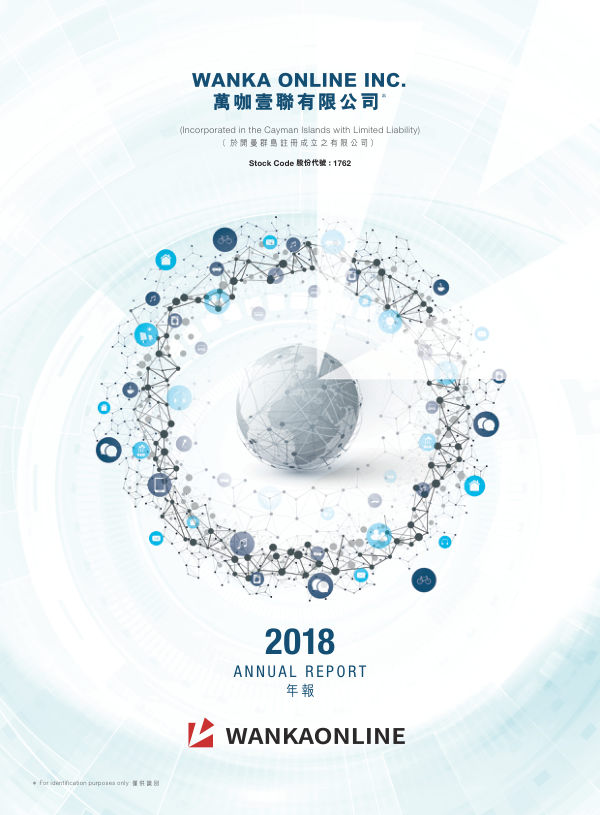 WANKA ONLINE INC.
萬咖壹聯有限公司*
(Incorporated in the Cayman Islands with Limited Liability)
（於開曼群島註冊成立之有限公司）
Stock Code 股份代號 : 1762
2018
ANNUAL REPORT
年報
WANKAONLINE
* For identification purposes only 僅供識別